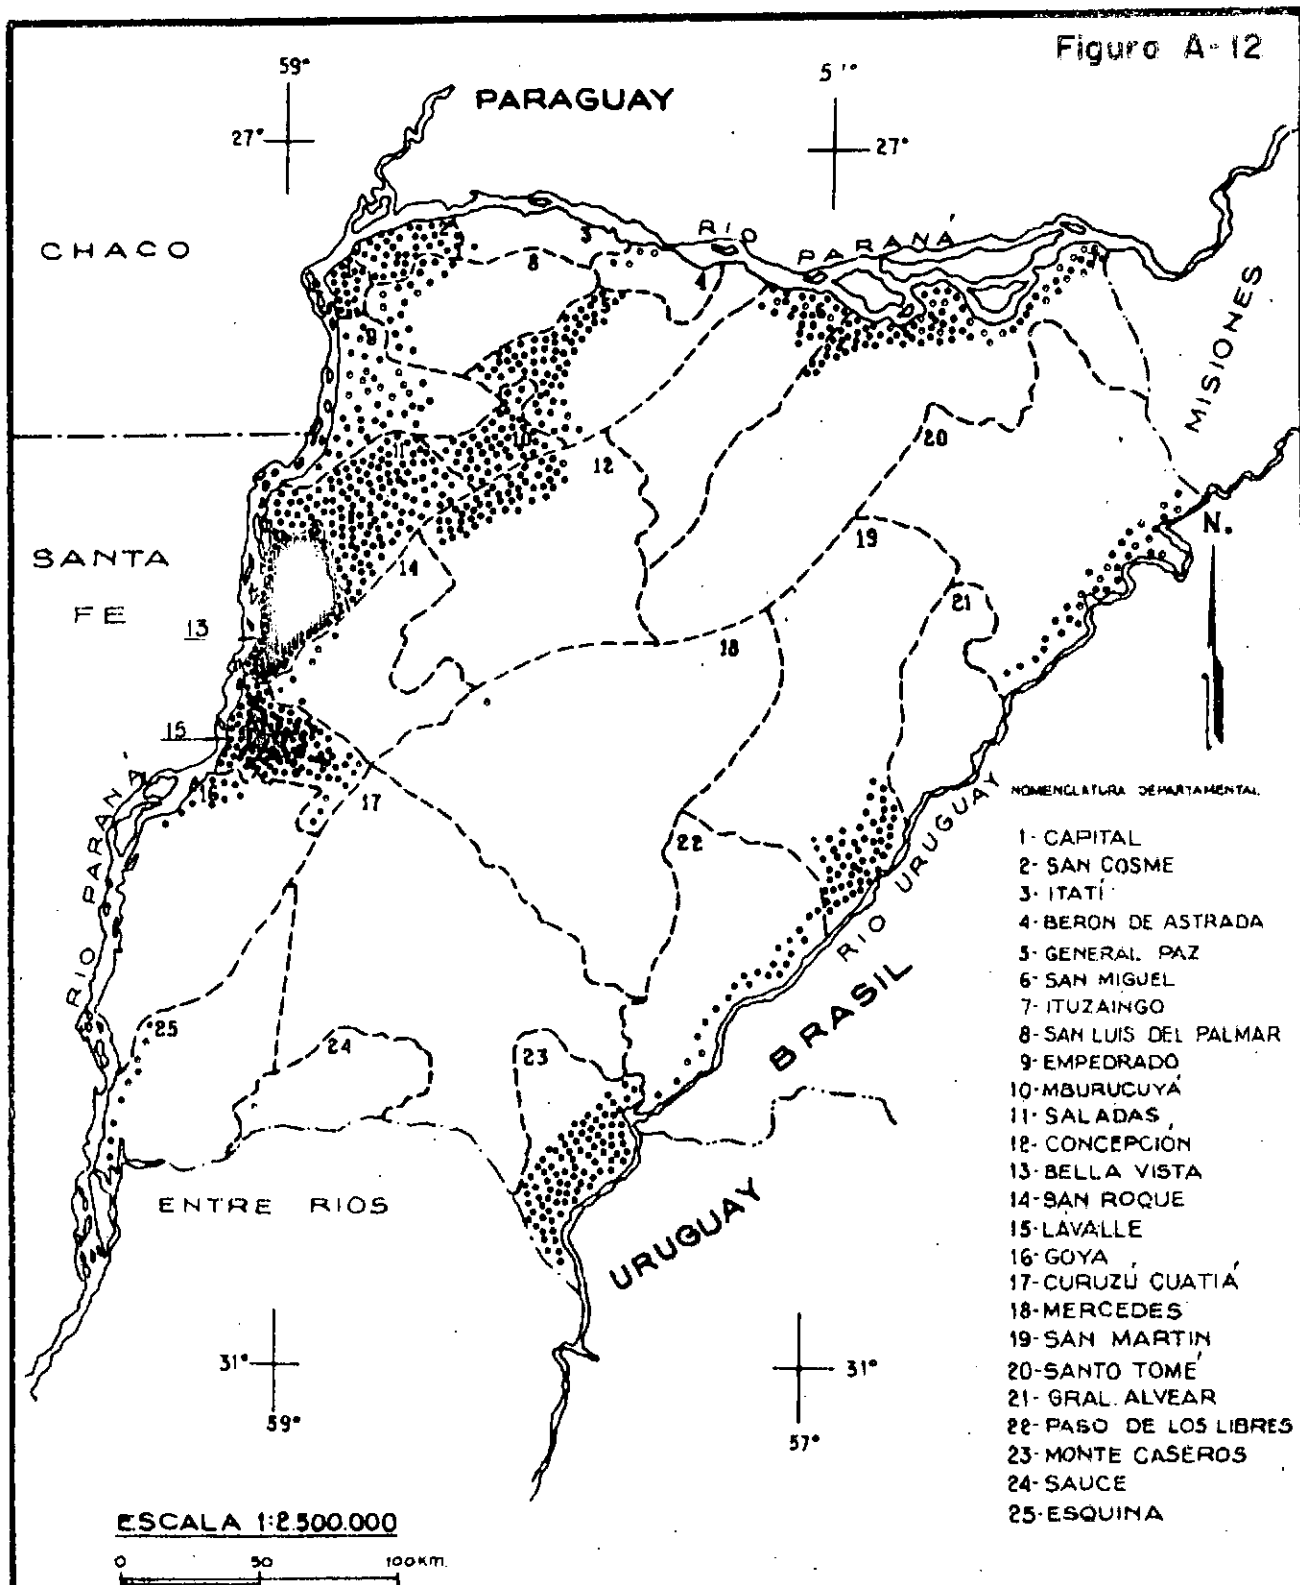 Figura A-12
59°
5 1°
PARAGUAY
27°
27°
CHACO
RIO PARANÁ
MISIONES
SANTA FE
N.
2
3
8
4
9
5
10
11
12
20
14
19
13
21
18
15
16
17
22
RIO PARANÁ
RIO URUGUAY
BRASIL
25
24
23
ENTRE RIOS
URUGUAY
31°
59°
31°
57°
NOMENCLATURA DEPARTAMENTAL
1- CAPITAL
2- SAN COSME
3- ITATÍ
4- BERON DE ASTRADA
5- GENERAL PAZ
6- SAN MIGUEL
7- ITUZAINGO
8- SAN LUIS DEL PALMAR
9- EMPEDRADO
10- MBURUCUYÁ
11- SALADAS
12- CONCEPCIÓN
13- BELLA VISTA
14- SAN ROQUE
15- LAVALLE
16- GOYA
17- CURUZÚ CUATIÁ
18- MERCEDES
19- SAN MARTIN
20- SANTO TOMÉ
21- GRAL. ALVEAR
22- PASO DE LOS LIBRES
23- MONTE CASEROS
24- SAUCE
25- ESQUINA
ESCALA 1:2.500.000
0 50 100 KM.